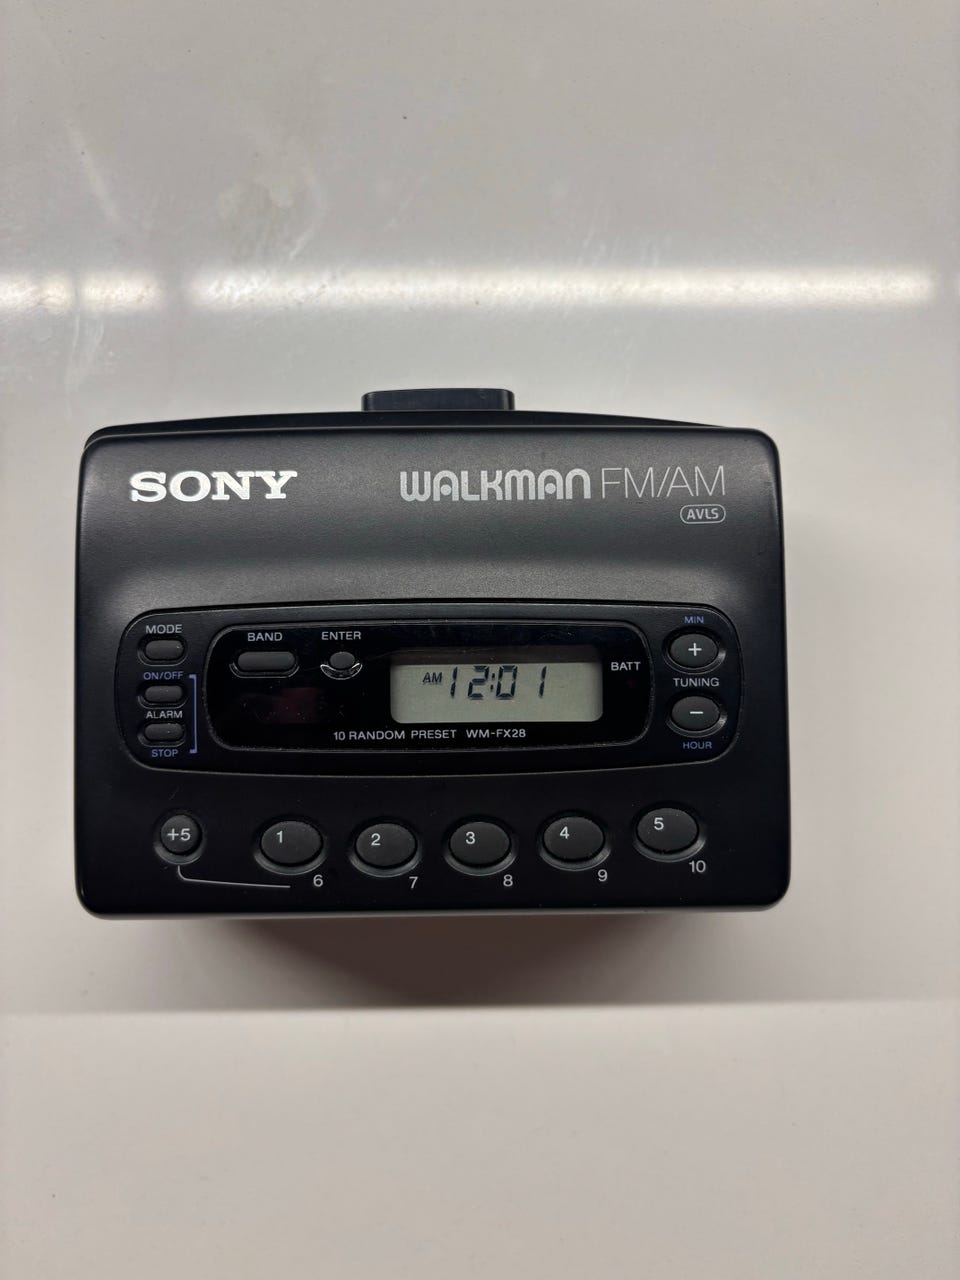 SONY
WALKMAN FM/AM
AVLS
MODE
ON/OFF
ALARM
STOP
BAND
ENTER
AM 12:01
BATT
10 RANDOM PRESET WM-FX28
MIN
+
TUNING
−
HOUR
+5
1
2
3
4
5
6
7
8
9
10